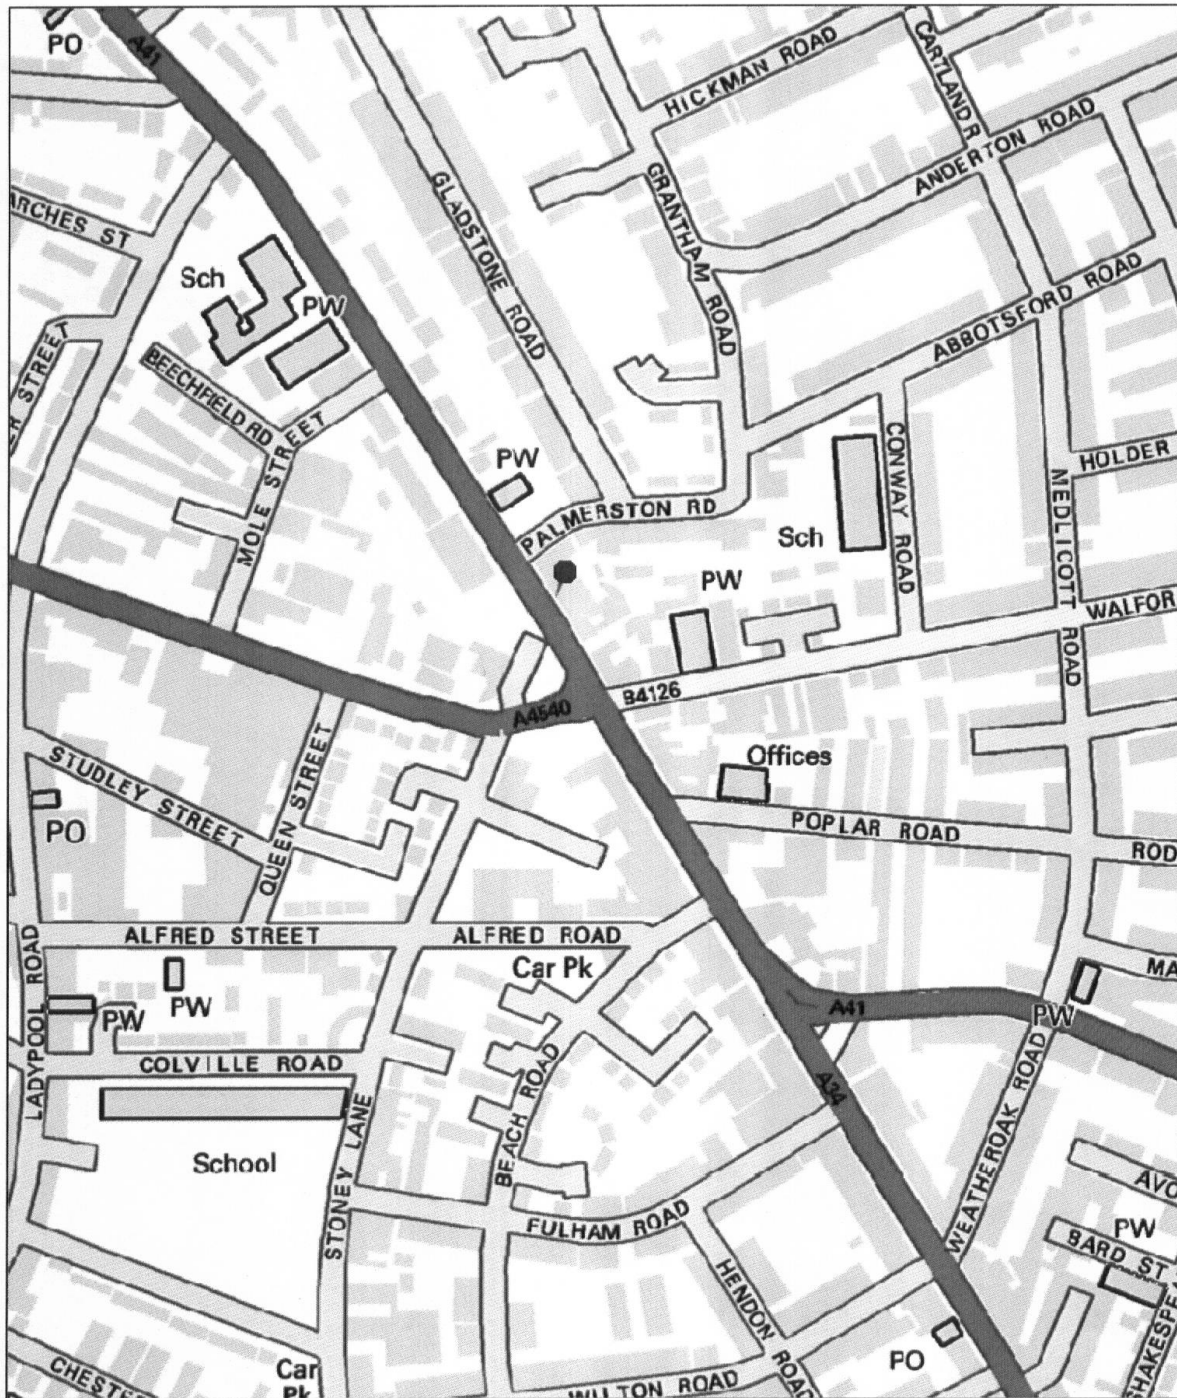 PO
A41
HICKMAN ROAD
CARTLAND R
ANDERTON ROAD
GLADSTONE ROAD
GRANTHAM ROAD
ARCHES ST
Sch
PW
ABBOTSFORD ROAD
BEECHFIELD RD
MOLE STREET
ER STREET
PW
CONWAY ROAD
HOLDER
MEDLICOTT ROAD
PALMERSTON RD
Sch
PW
WALFOR
B4126
A4540
STUDLEY STREET
QUEEN STREET
Offices
PO
POPLAR ROAD
ROD
ALFRED STREET
ALFRED ROAD
LADYPOOL ROAD
Car Pk
MA
PW
PW
A41
PW
COLVILLE ROAD
BEACH ROAD
A34
STONEY LANE
School
WEATHEROAK ROAD
AVO
FULHAM ROAD
PW
BARD ST
HENDON ROAD
SHAKESPEA
PO
CHESTE
Car
Pk
WILTON ROAD